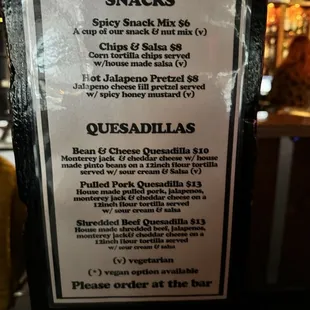 SNACKS
Spicy Snack Mix $6
A cup of our snack & nut mix (v)
Chips & Salsa $8
Corn tortilla chips served
w/house made salsa (v)
Hot Jalapeno Pretzel $8
Jalapeno cheese fill pretzel served
w/ spicy honey mustard (v)
QUESADILLAS
Bean & Cheese Quesadilla $10
Monterey jack & cheddar cheese w/ house
made pinto beans on a 12inch flour tortilla
served w/ sour cream & Salsa (v)
Pulled Pork Quesadilla $13
House made pulled pork, jalapenos,
monterey jack & cheddar cheese on a
12inch flour tortilla served
w/ sour cream & salsa
Shredded Beef Quesadilla $13
House made shredded beef, jalapenos,
monterey jack& cheddar cheese on a
12inch flour tortilla served
w/ sour cream & salsa
(v) vegetarian
(*) vegan option available
Please order at the bar